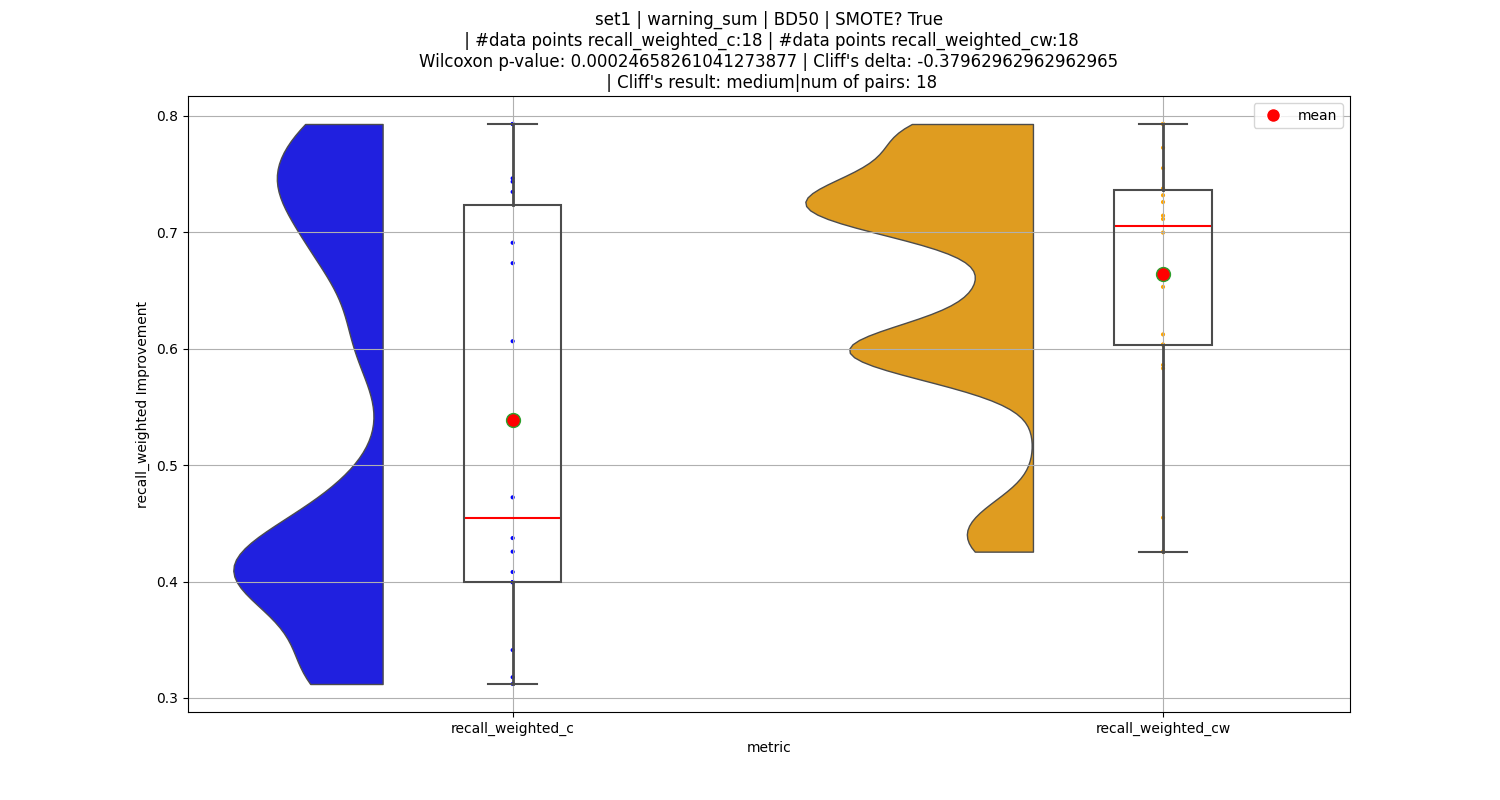 set1 | warning_sum | BD50 | SMOTE? True
| #data points recall_weighted_c:18 | #data points recall_weighted_cw:18
Wilcoxon p-value: 0.00024658261041273877 | Cliff's delta: -0.37962962962962965
| Cliff's result: medium|num of pairs: 18
mean
recall_weighted Improvement
0.8
0.7
0.6
0.5
0.4
0.3
recall_weighted_c
recall_weighted_cw
metric